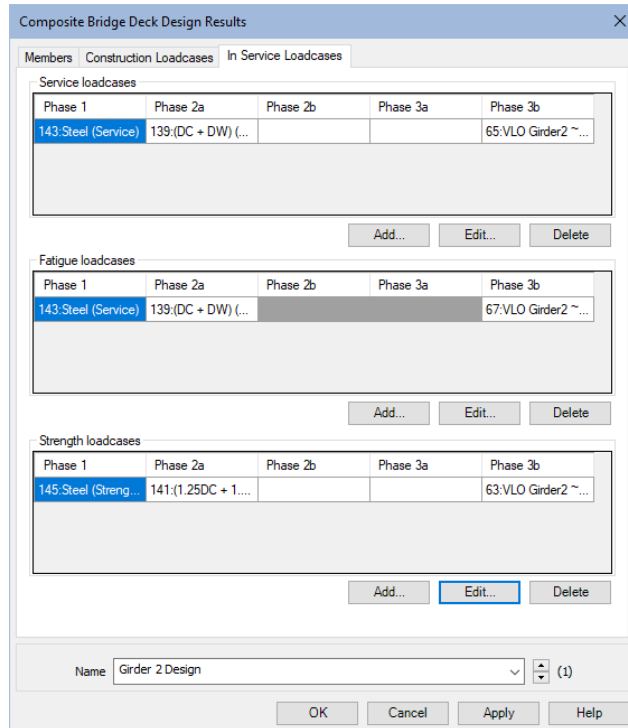 Composite Bridge Deck Design Results
Members Construction Loadcases In Service Loadcases
Service loadcases
Phase 1 Phase 2a Phase 2b Phase 3a Phase 3b
143:Steel (Service) 139:(DC + DW) (... 65:VLO Girder2 ~...
Add... Edit... Delete
Fatigue loadcases
Phase 1 Phase 2a Phase 2b Phase 3a Phase 3b
143:Steel (Service) 139:(DC + DW) (... 67:VLO Girder2 ~...
Add... Edit... Delete
Strength loadcases
Phase 1 Phase 2a Phase 2b Phase 3a Phase 3b
145:Steel (Streng... 141:(1.25DC + 1.... 63:VLO Girder2 ~...
Add... Edit... Delete
Name Girder 2 Design (1)
OK Cancel Apply Help